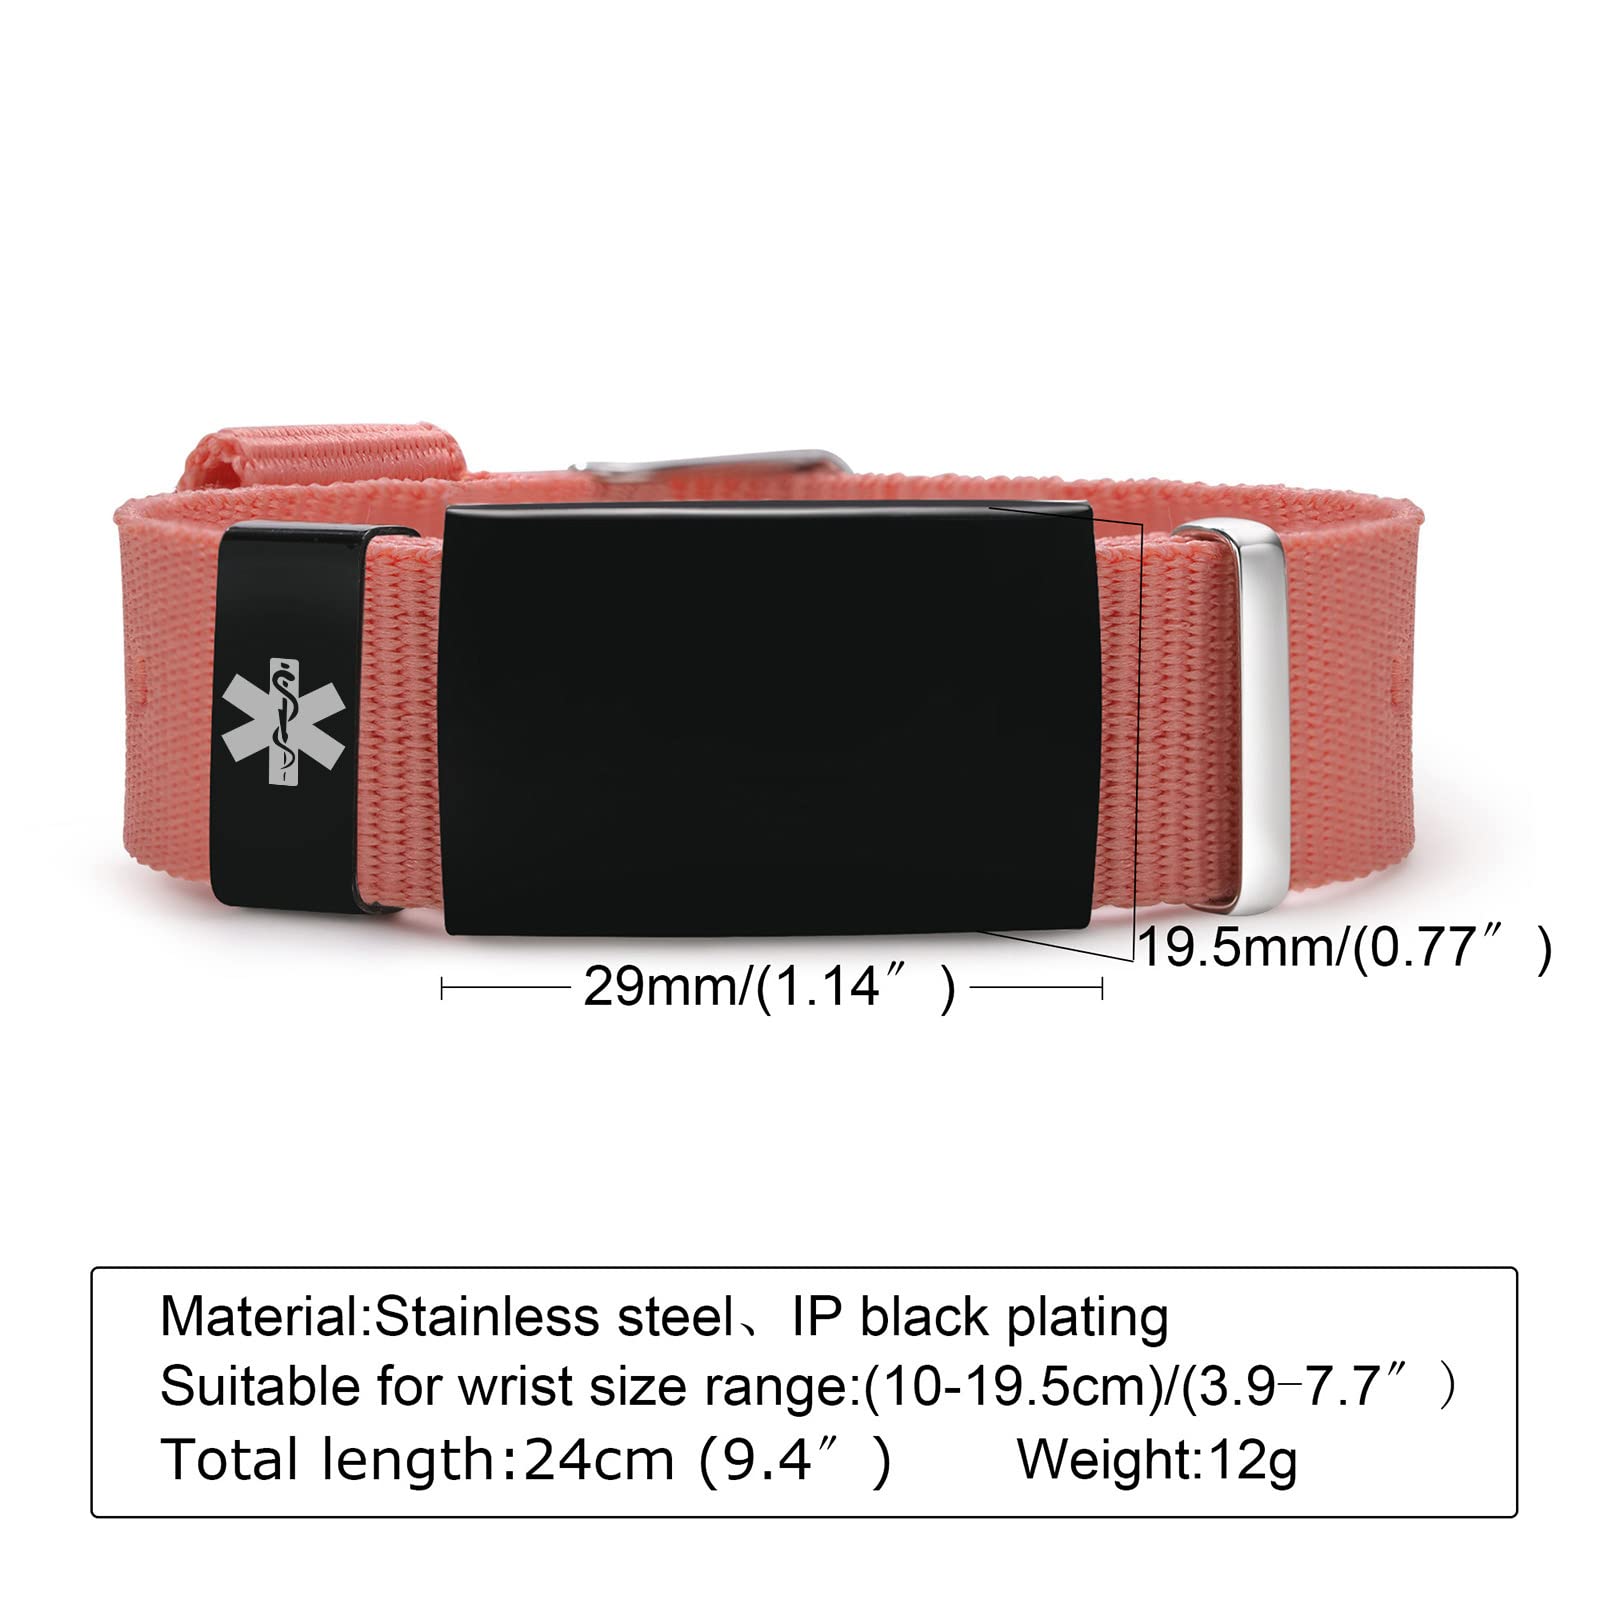 19.5mm/(0.77″ )
29mm/(1.14″ )
Material:Stainless steel、IP black plating
Suitable for wrist size range:(10-19.5cm)/(3.9-7.7″ )
Total length:24cm (9.4″ ) Weight:12g